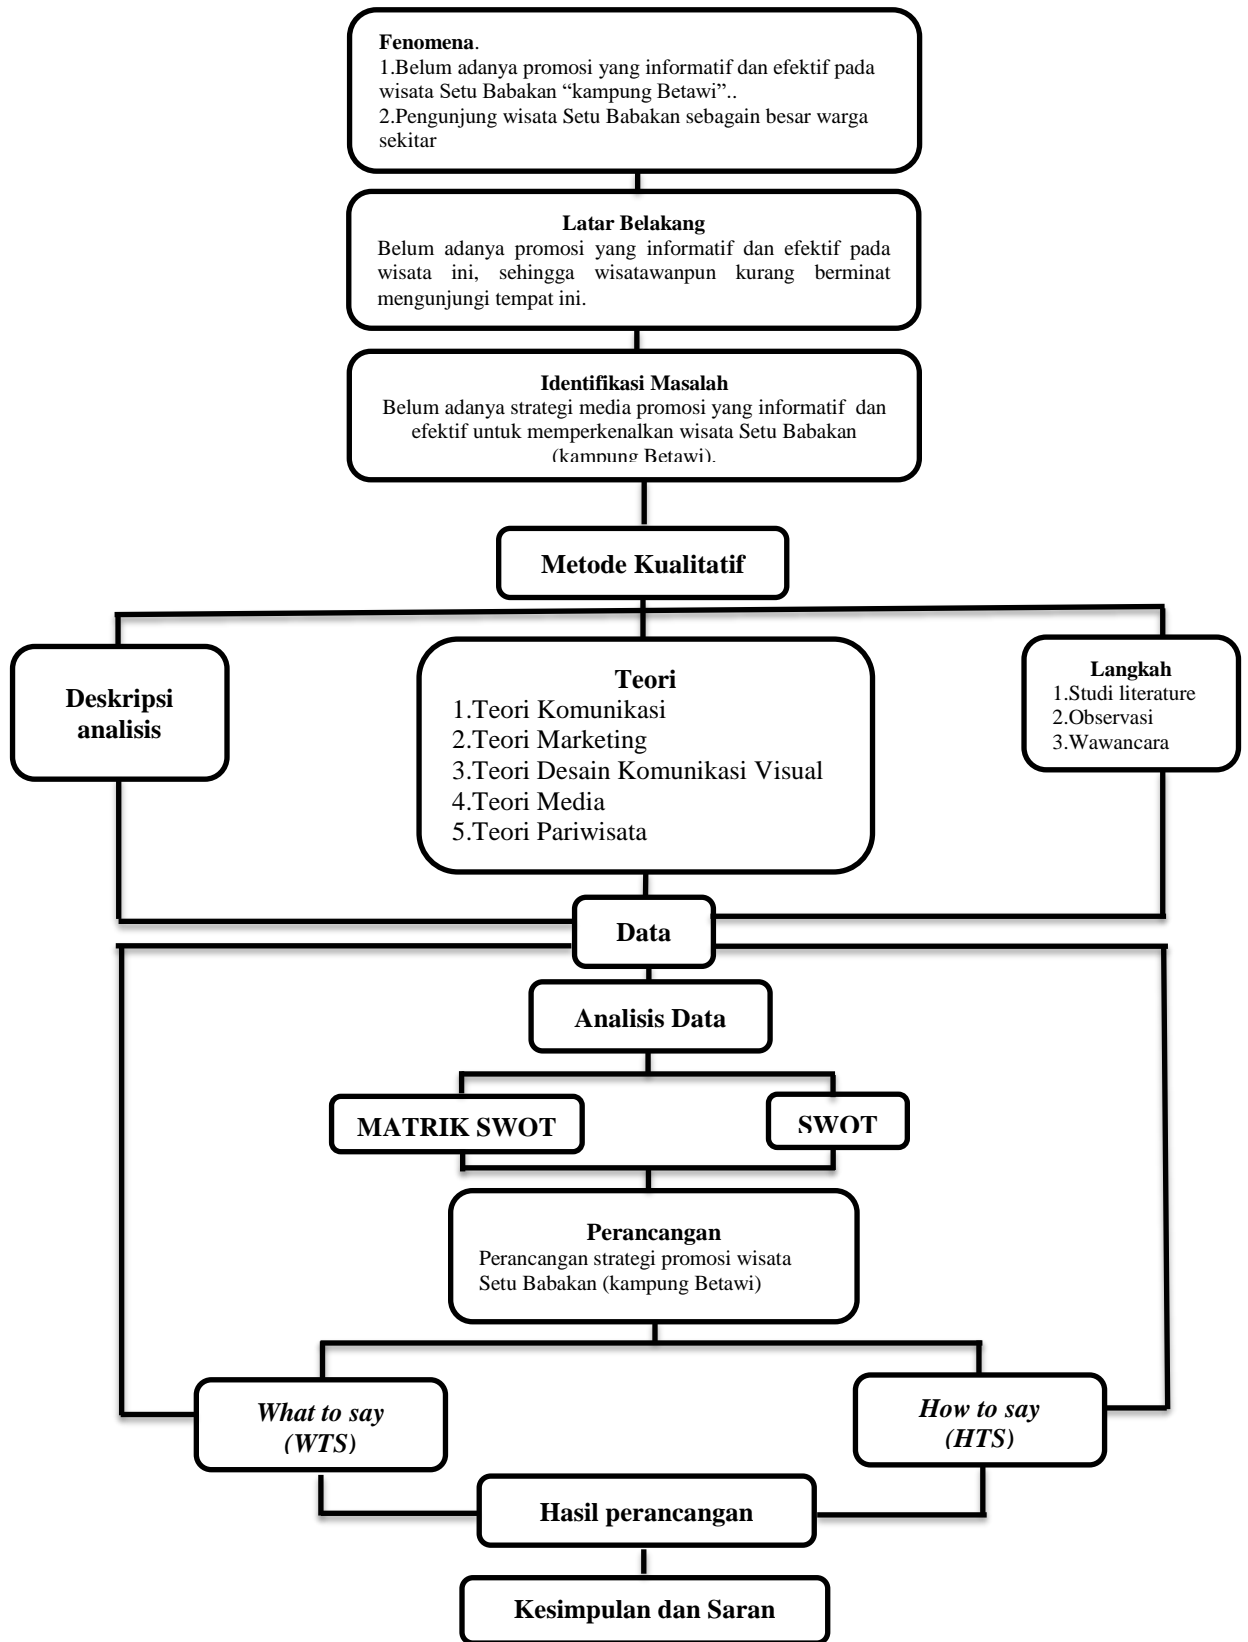 Fenomena.
1.Belum adanya promosi yang informatif dan efektif pada
wisata Setu Babakan “kampung Betawi”..
2.Pengunjung wisata Setu Babakan sebagain besar warga
sekitar
Latar Belakang
Belum adanya promosi yang informatif dan efektif pada
wisata ini, sehingga wisatawanpun kurang berminat
mengunjungi tempat ini.
Identifikasi Masalah
Belum adanya strategi media promosi yang informatif dan
efektif untuk memperkenalkan wisata Setu Babakan
(kampung Betawi).
Metode Kualitatif
Deskripsi
analisis
Teori
1.Teori Komunikasi
2.Teori Marketing
3.Teori Desain Komunikasi Visual
4.Teori Media
5.Teori Pariwisata
Langkah
1.Studi literature
2.Observasi
3.Wawancara
Data
Analisis Data
MATRIK SWOT
SWOT
Perancangan
Perancangan strategi promosi wisata
Setu Babakan (kampung Betawi)
What to say
(WTS)
How to say
(HTS)
Hasil perancangan
Kesimpulan dan Saran